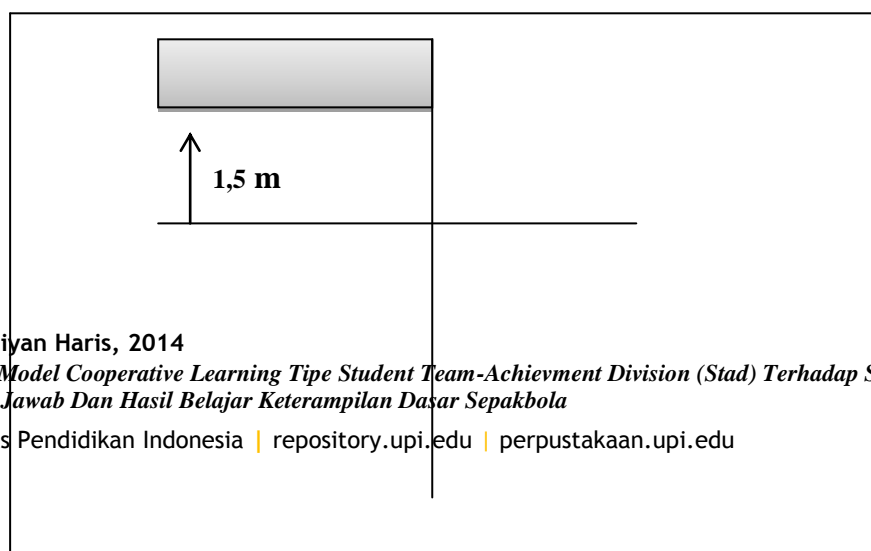 1,5 m
iyan Haris, 2014
Model Cooperative Learning Tipe Student Team-Achievment Division (Stad) Terhadap S
Jawab Dan Hasil Belajar Keterampilan Dasar Sepakbola
s Pendidikan Indonesia | repository.upi.edu | perpustakaan.upi.edu